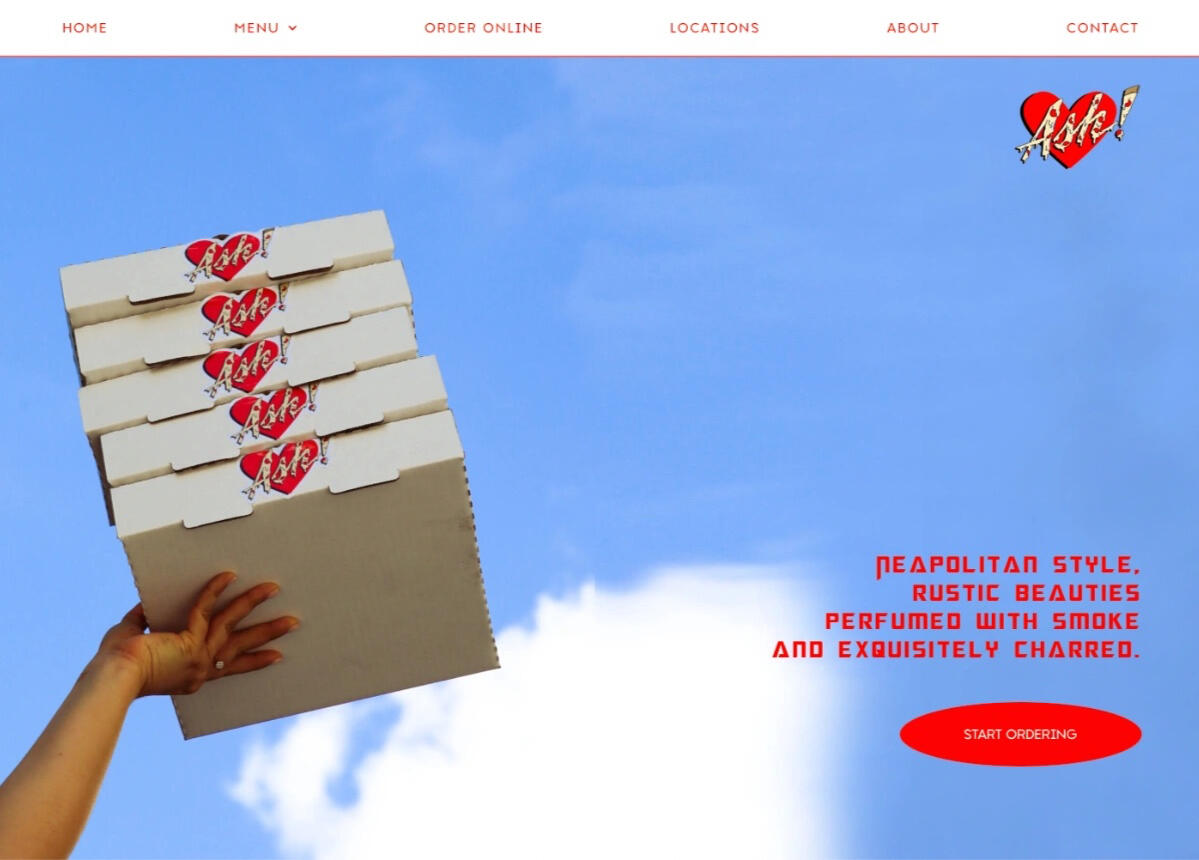 HOME
MENU
ORDER ONLINE
LOCATIONS
ABOUT
CONTACT
Ask!
Ask!
Ask!
Ask!
Ask!
Ask!
NEAPOLITAN STYLE,
RUSTIC BEAUTIES
PERFUMED WITH SMOKE
AND EXQUISITELY CHARRED.
START ORDERING